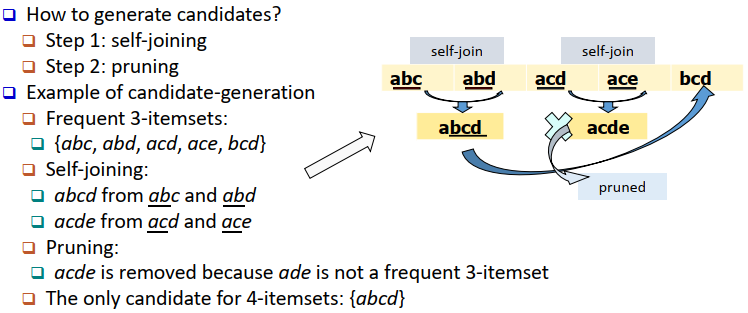 How to generate candidates?
Step 1: self-joining
Step 2: pruning
Example of candidate-generation
Frequent 3-itemsets:
{abc, abd, acd, ace, bcd}
Self-joining:
abcd from abc and abd
acde from acd and ace
Pruning:
acde is removed because ade is not a frequent 3-itemset
The only candidate for 4-itemsets: {abcd}
self-join self-join
abc abd acd ace bcd
abcd acde
pruned